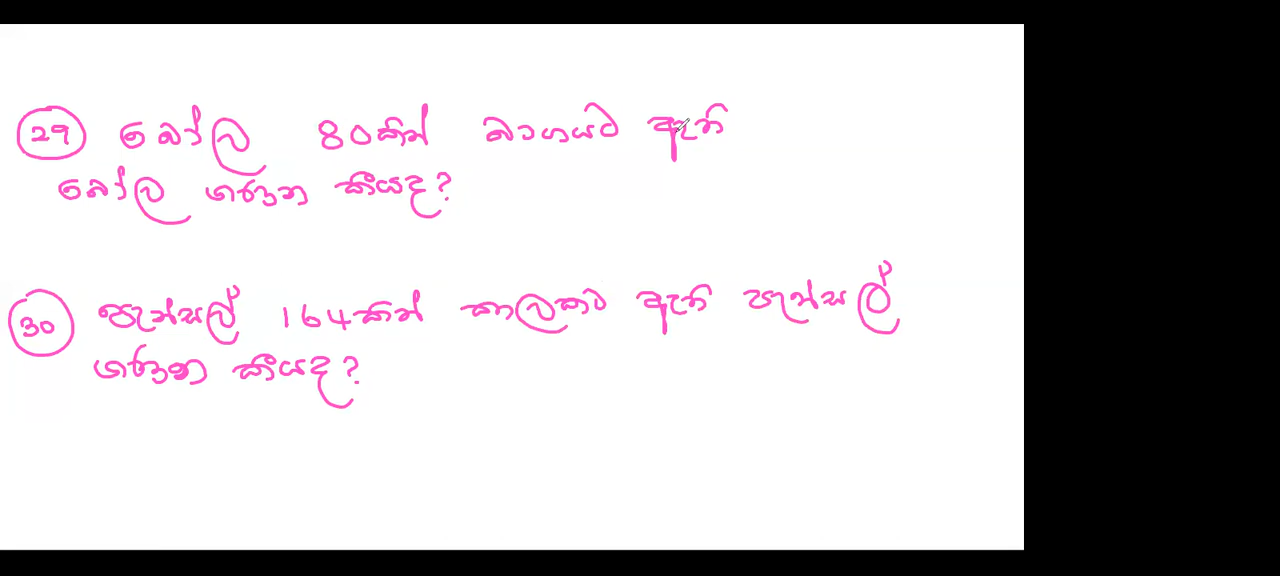 29 බෝල 80කින් බාගයට ඇති
බෝල ගණන කීයද?
30 පැන්සල් 164කින් කාලකට ඇති පැන්සල්
ගණන කීයද?